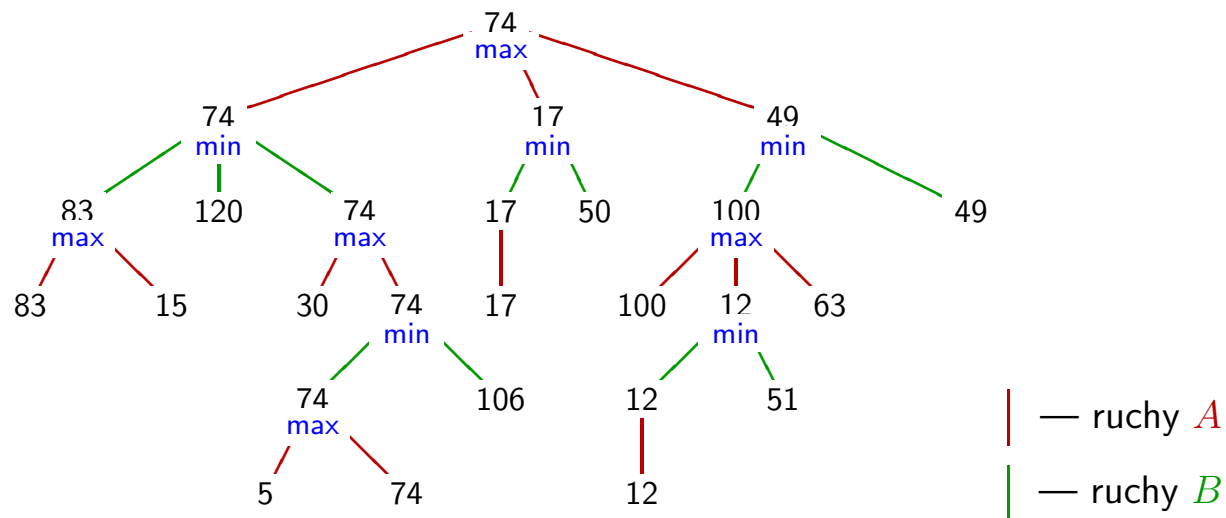 74
max
74 17 49
min min min
83 120 74 17 50 100 49
max max max
83 15 30 74 17 100 12 63
min min
74 106 12 51
max
— ruchy A
5 74 12
— ruchy B